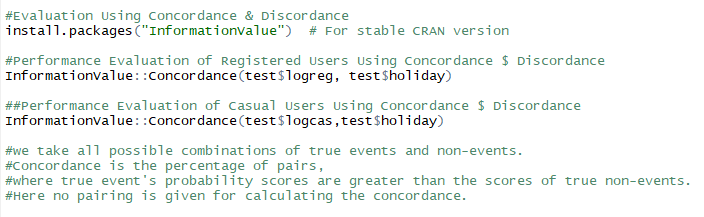 #Evaluation Using Concordance & Discordance
install.packages("InformationValue")  # For stable CRAN version
#Performance Evaluation of Registered Users Using Concordance $ Discordance
InformationValue::Concordance(test$logreg, test$holiday)
##Performance Evaluation of Casual Users Using Concordance $ Discordance
InformationValue::Concordance(test$logcas,test$holiday)
#we take all possible combinations of true events and non-events.
#Concordance is the percentage of pairs,
#where true event's probability scores are greater than the scores of true non-events.
#Here no pairing is given for calculating the concordance.